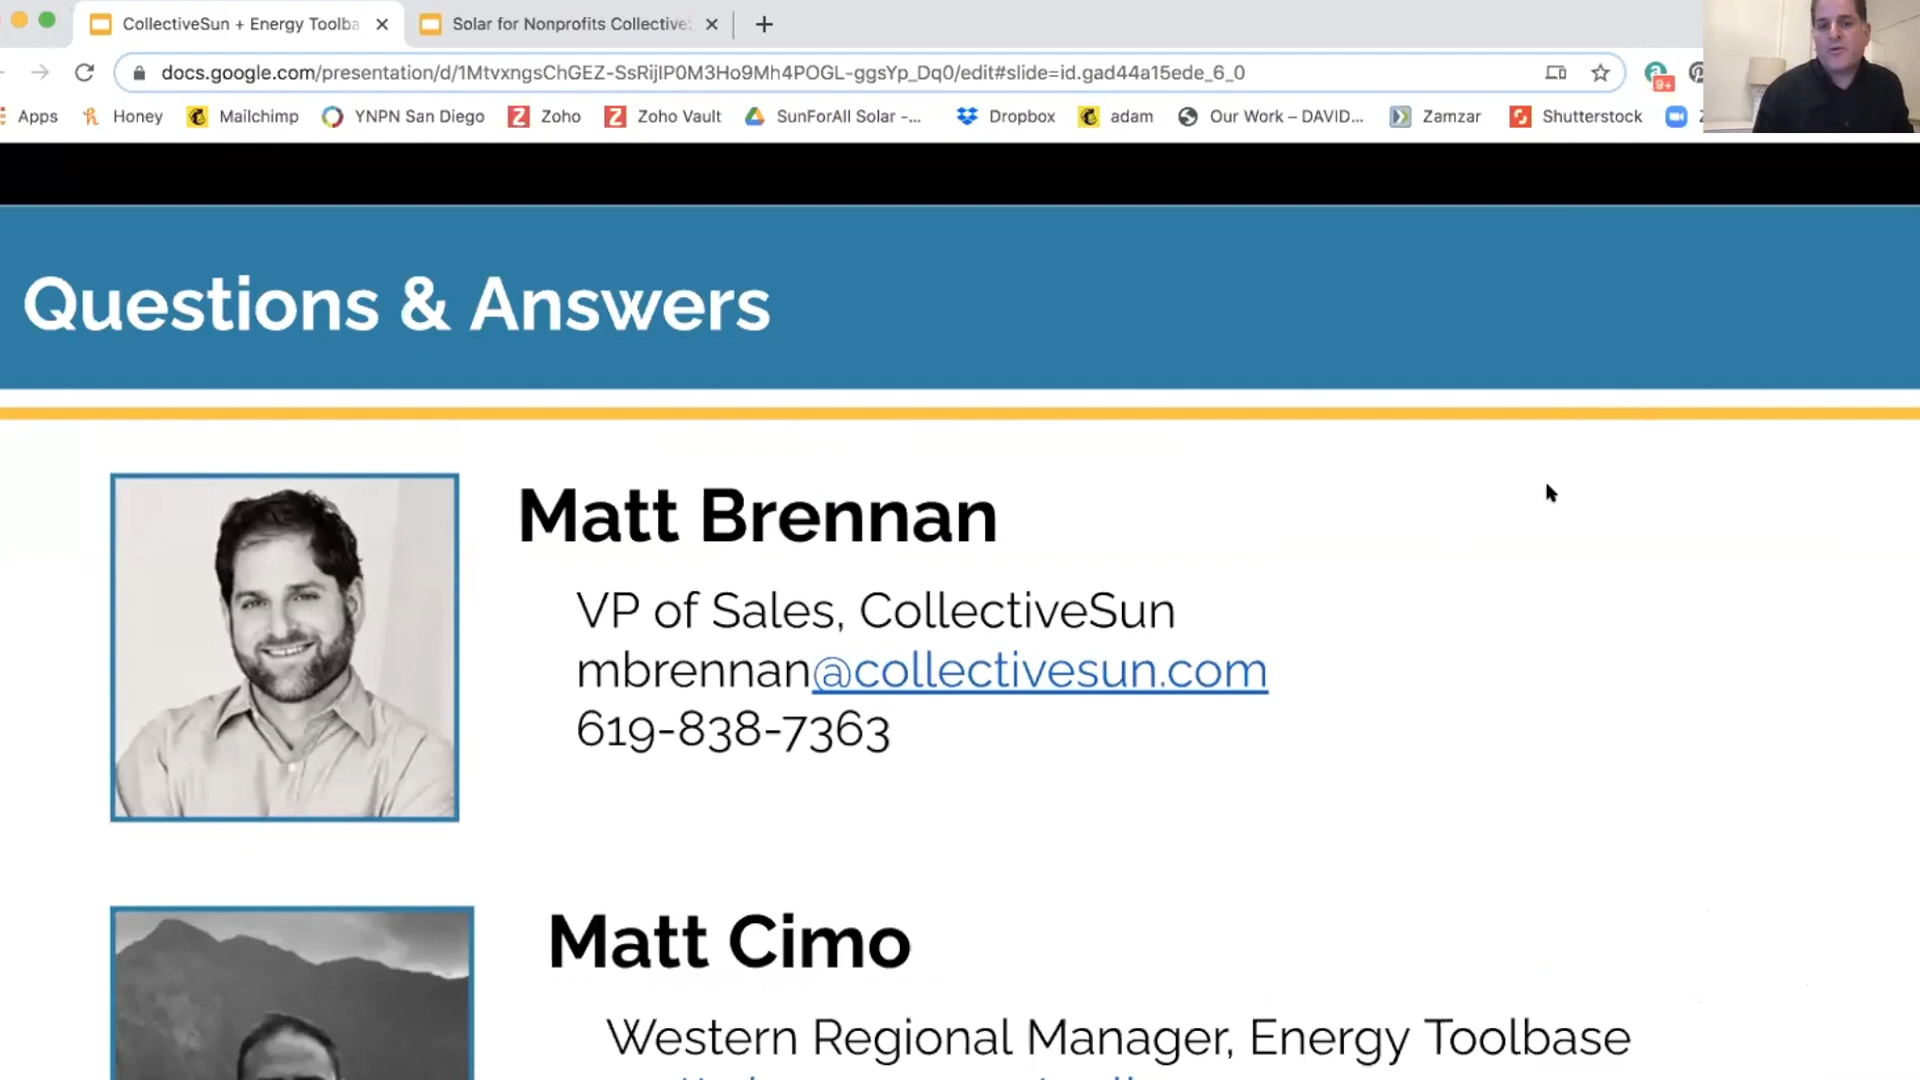 CollectiveSun + Energy Toolba
Solar for Nonprofits Collective
docs.google.com/presentation/d/1MtvxngsChGEZ-SsRijIP0M3Ho9Mh4POGL-ggsYp_Dq0/edit#slide=id.gad44a15ede_6_0
9+
Apps Honey Mailchimp YNPN San Diego Zoho Zoho Vault SunForAll Solar -... Dropbox adam Our Work – DAVID... Zamzar Shutterstock
Questions & Answers
Matt Brennan
VP of Sales, CollectiveSun
mbrennan@collectivesun.com
619-838-7363
Matt Cimo
Western Regional Manager, Energy Toolbase